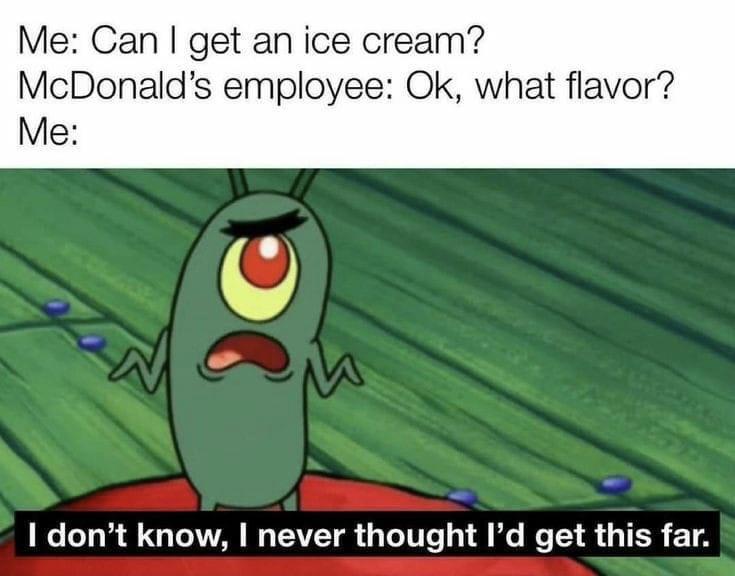 Me: Can I get an ice cream?
McDonald's employee: Ok, what flavor?
Me:
I don't know, I never thought I'd get this far.